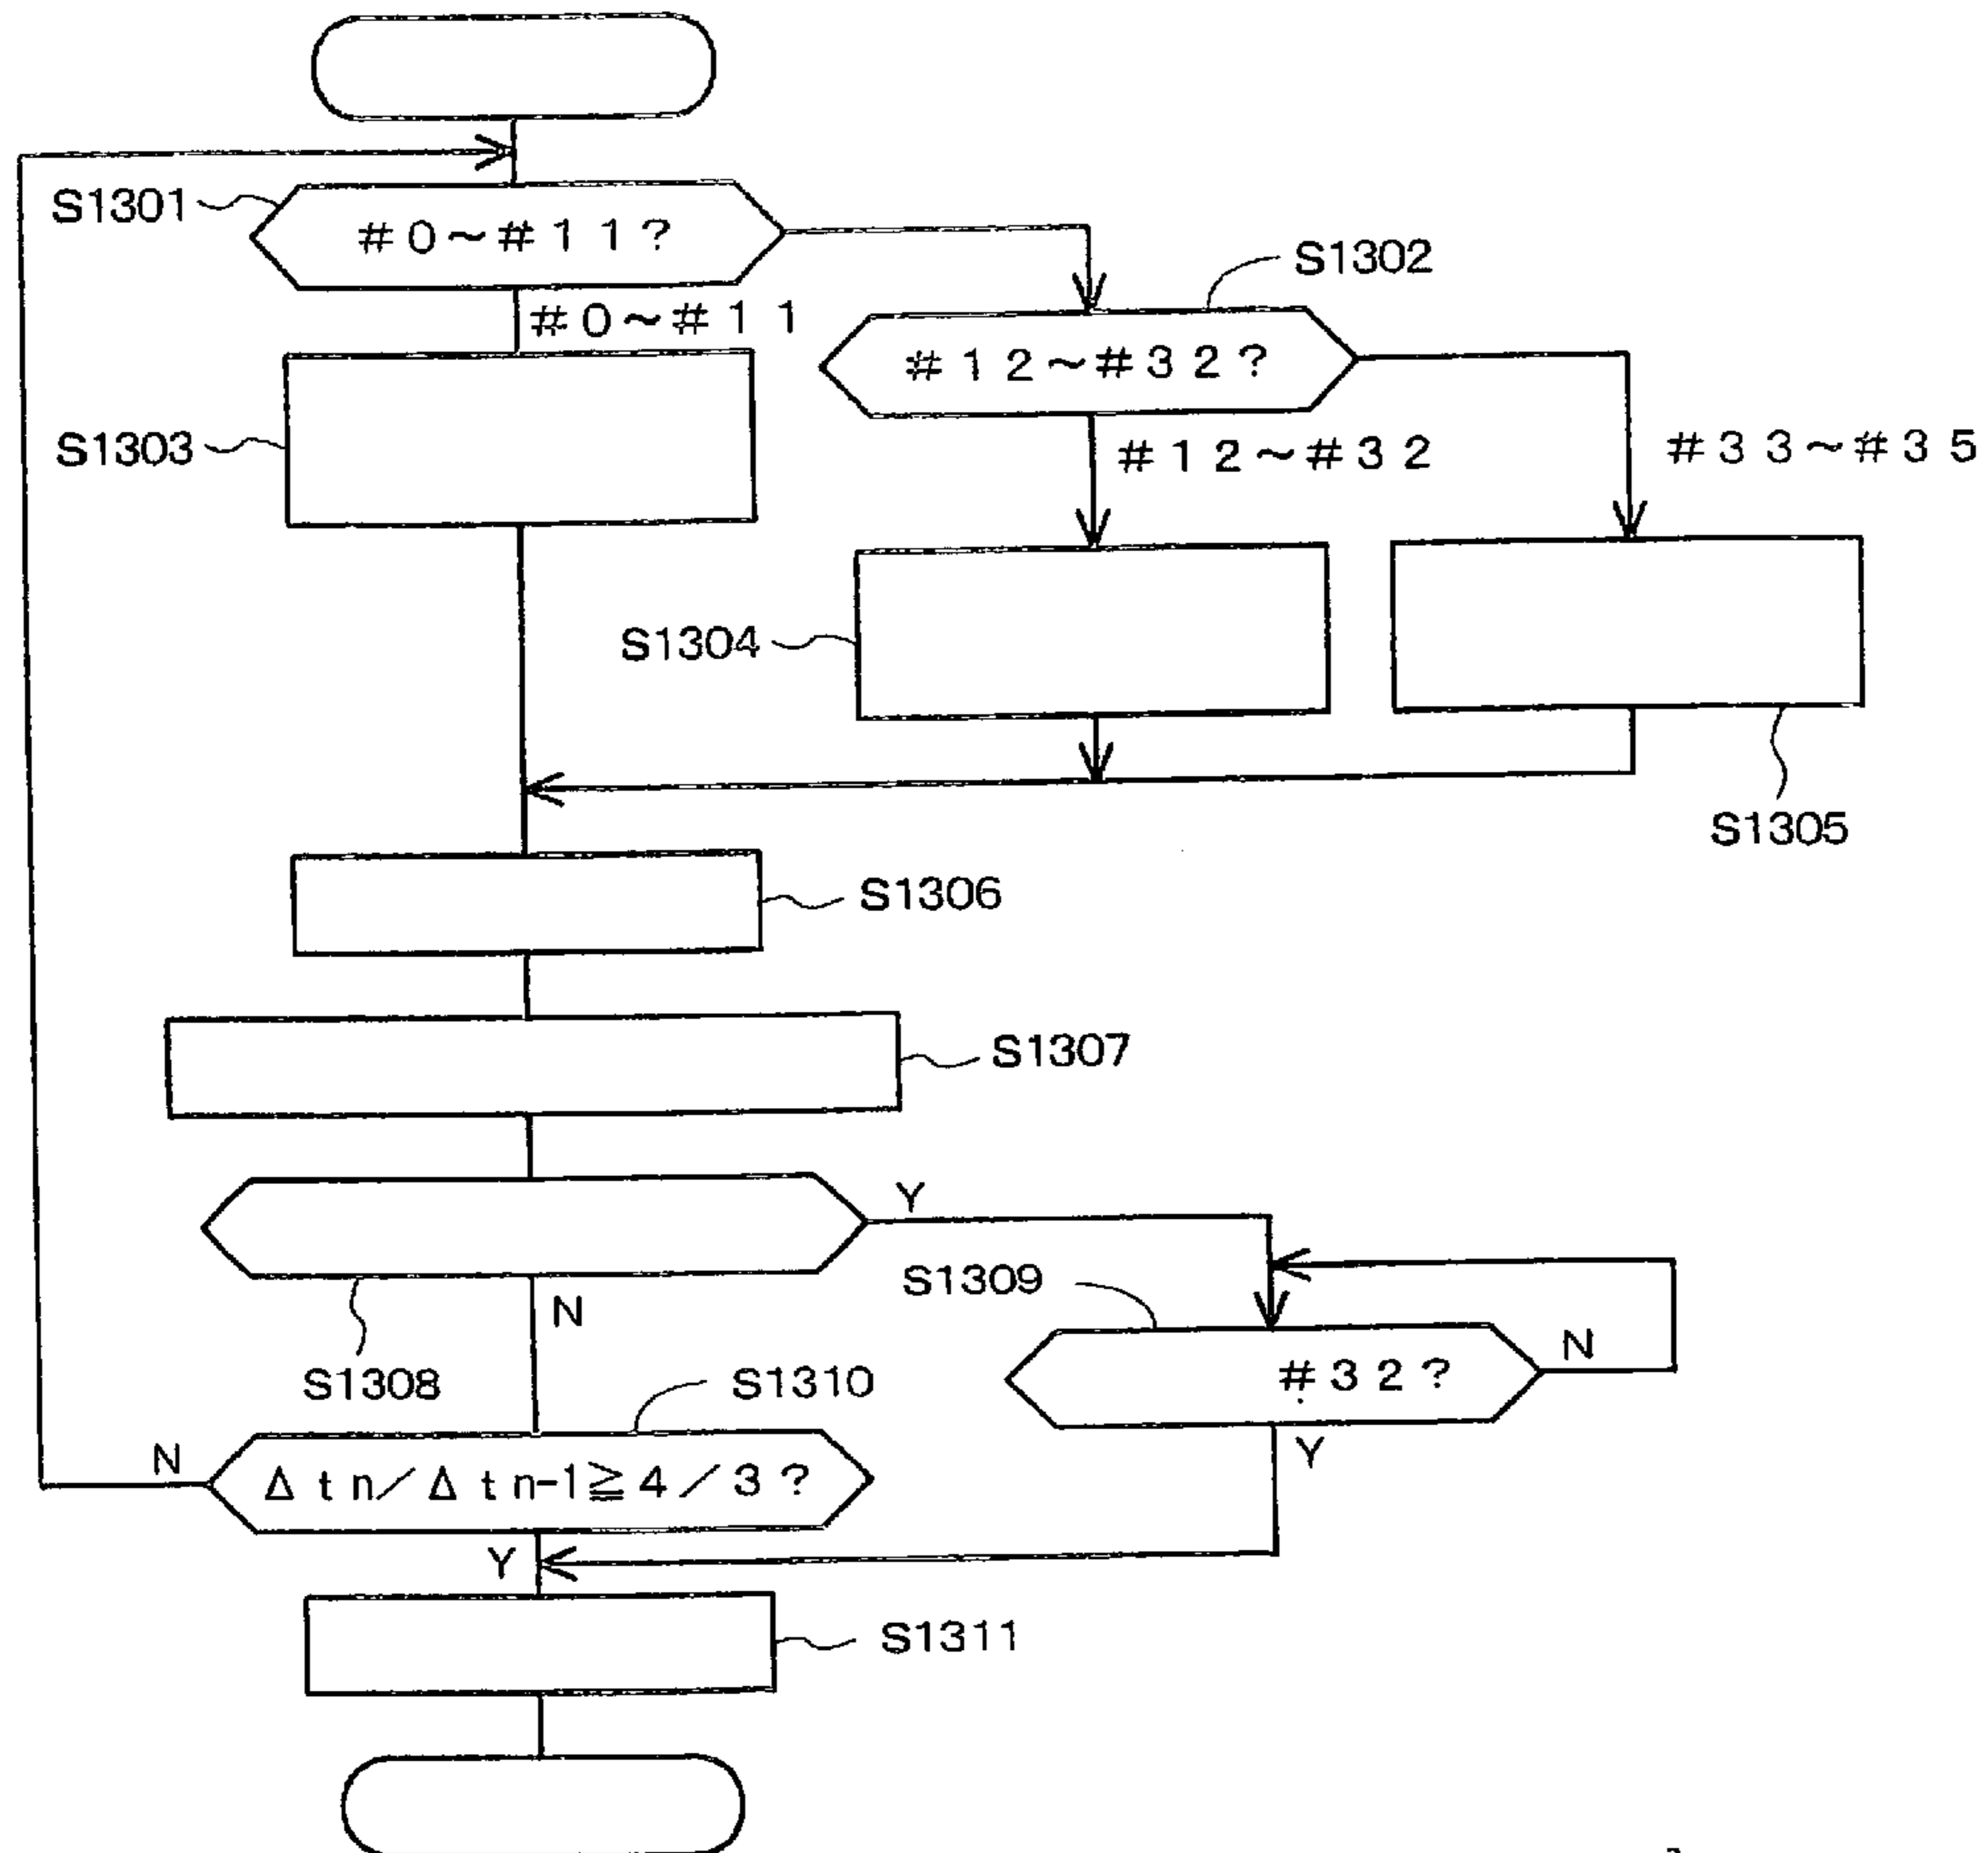 S1301
#0~#11?
S1302
#0~#11
#12~#32?
S1303
#12~#32
#33~#35
S1304
S1305
S1306
S1307
Y
S1309
N
S1308
S1310
#32?
N
N
Δtn/Δtn-1≧4/3?
Y
Y
S1311